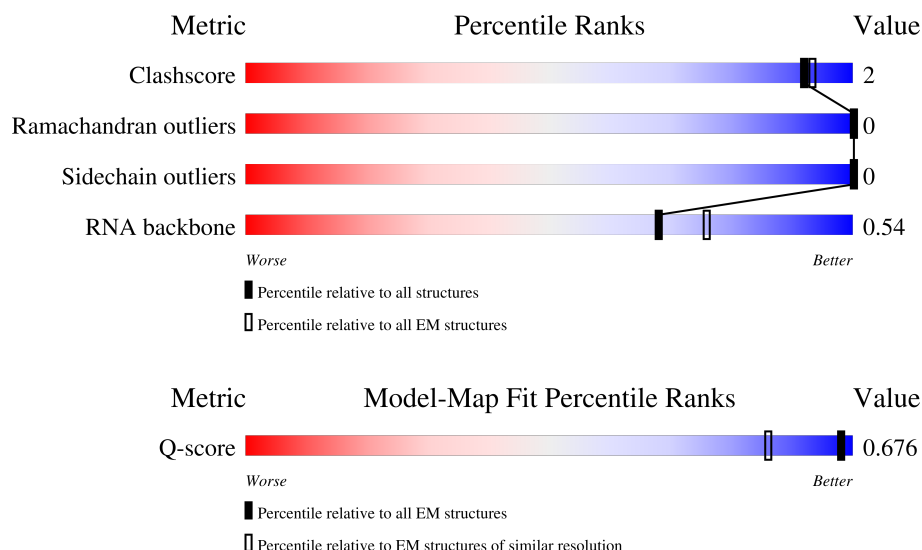 Metric Percentile Ranks Value
Clashscore 2
Ramachandran outliers 0
Sidechain outliers 0
RNA backbone 0.54
Worse Better
Percentile relative to all structures
Percentile relative to all EM structures
Metric Model-Map Fit Percentile Ranks Value
Q-score 0.676
Worse Better
Percentile relative to all EM structures
Percentile relative to EM structures of similar resolution